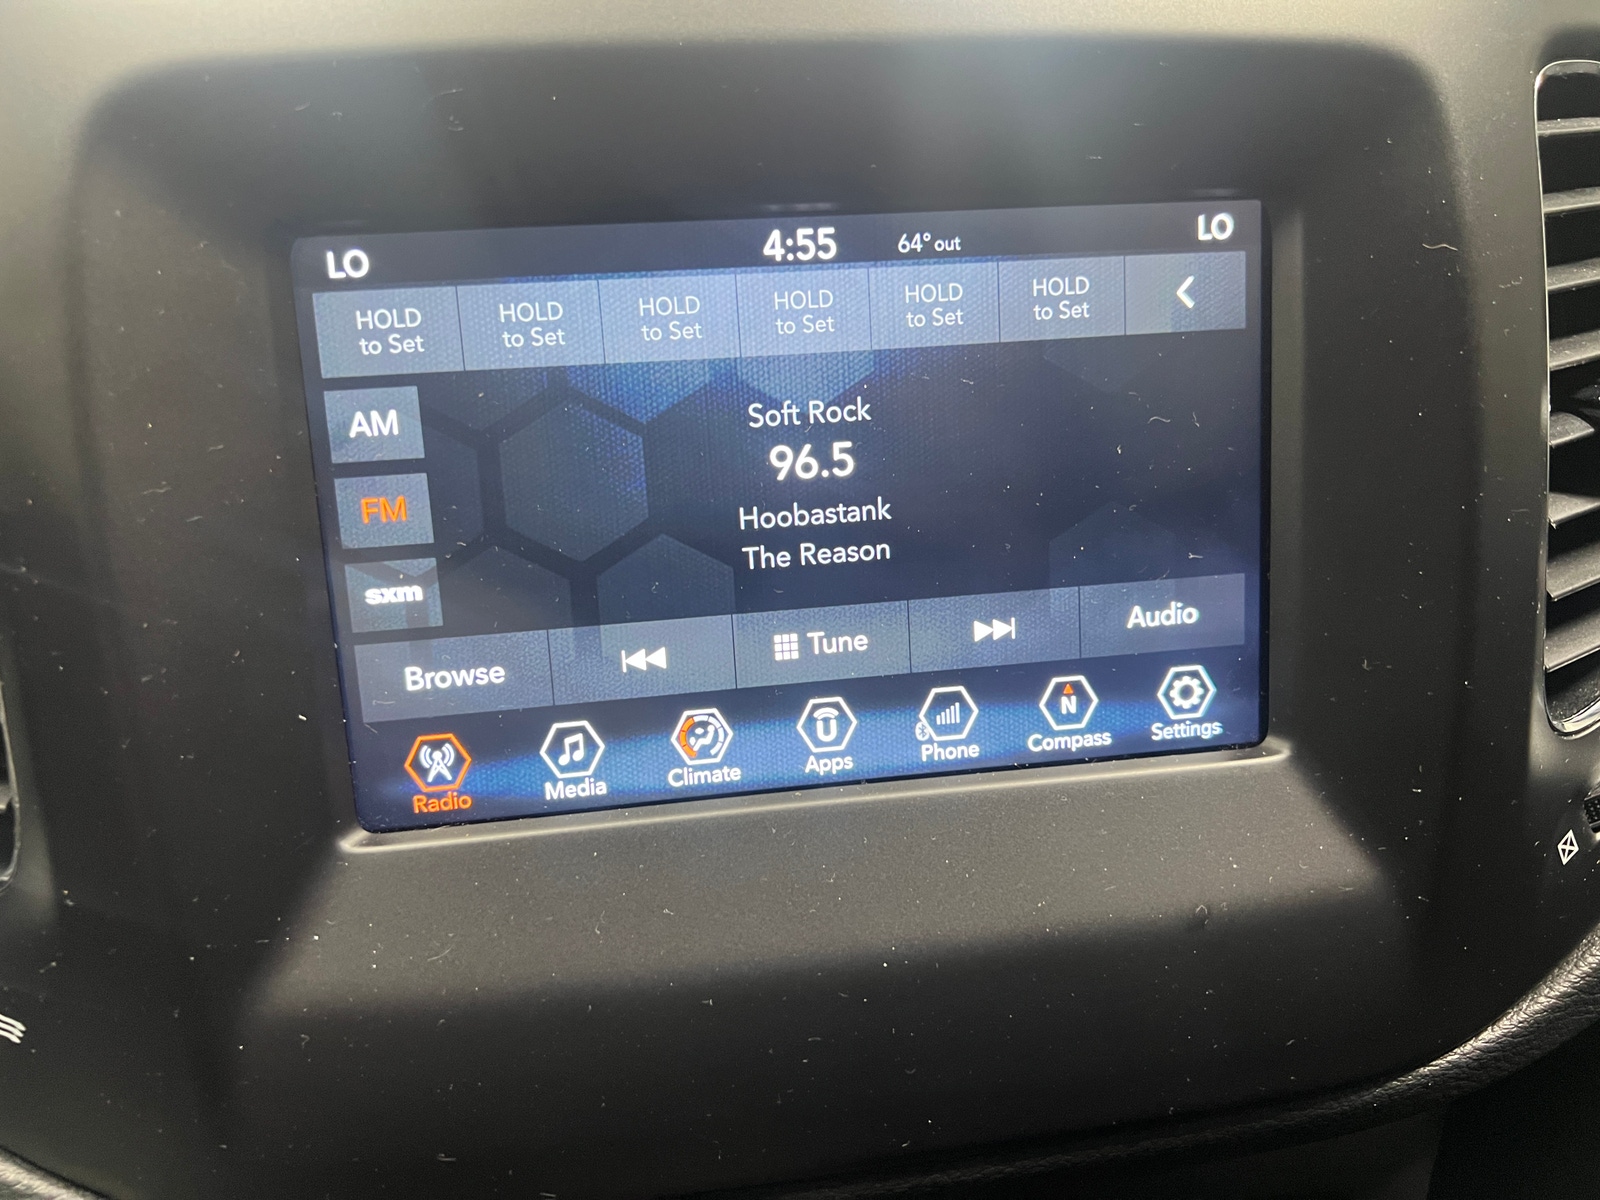 LO 4:55 64° out LO
HOLD to Set
HOLD to Set
HOLD to Set
HOLD to Set
HOLD to Set
HOLD to Set
AM
FM
sxm
Soft Rock
96.5
Hoobastank
The Reason
Browse Tune Audio
Radio Media Climate Apps Phone N Compass Settings